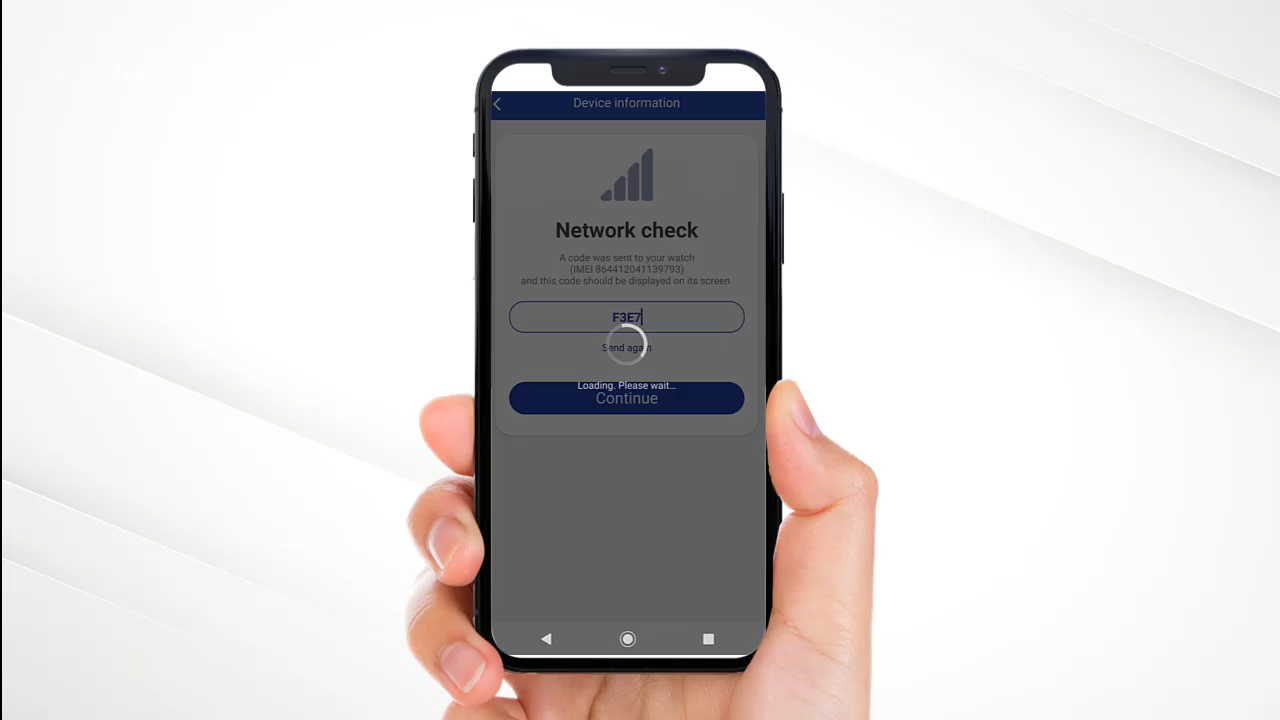 Device information
Network check
A code was sent to your watch
(IMEI 864412041139793)
and this code should be displayed on its screen.
F3E7
Send again
Loading. Please wait...
Continue